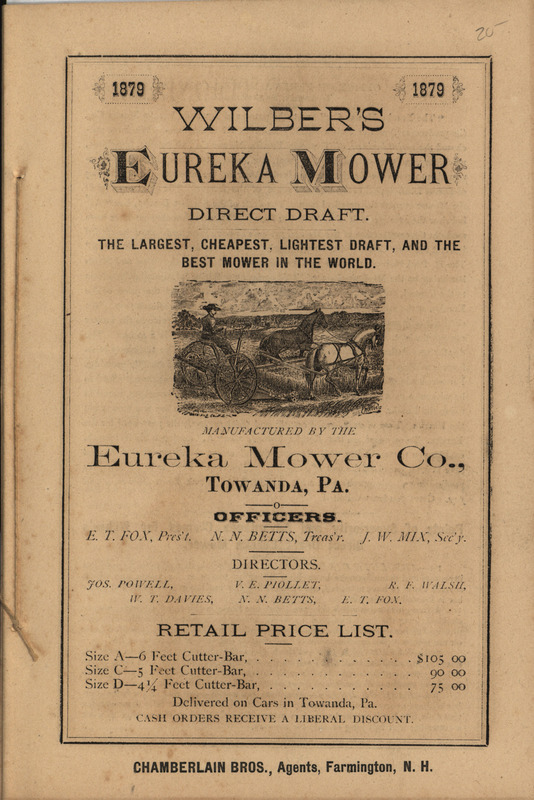 20-
1879 1879
WILBER'S
EUREKA MOWER
DIRECT DRAFT.
THE LARGEST, CHEAPEST, LIGHTEST DRAFT, AND THE
BEST MOWER IN THE WORLD.
MANUFACTURED BY THE
Eureka Mower Co.,
TOWANDA, PA.
OFFICERS.
E. T. FOX, Pres't. N. N. BETTS, Treas'r. J. W. MIX, Sec'y.
DIRECTORS.
JOS. POWELL, V. E. PIOLLET, R. F. WALSH,
W. T. DAVIES, N. N. BETTS, E. T. FOX.
RETAIL PRICE LIST.
Size A—6 Feet Cutter-Bar, . . . . . . . . . . . . $105 00
Size C—5 Feet Cutter-Bar, . . . . . . . . . . . . 90 00
Size D—4¼ Feet Cutter-Bar, . . . . . . . . . . . 75 00
Delivered on Cars in Towanda, Pa.
CASH ORDERS RECEIVE A LIBERAL DISCOUNT.
CHAMBERLAIN BROS., Agents, Farmington, N. H.